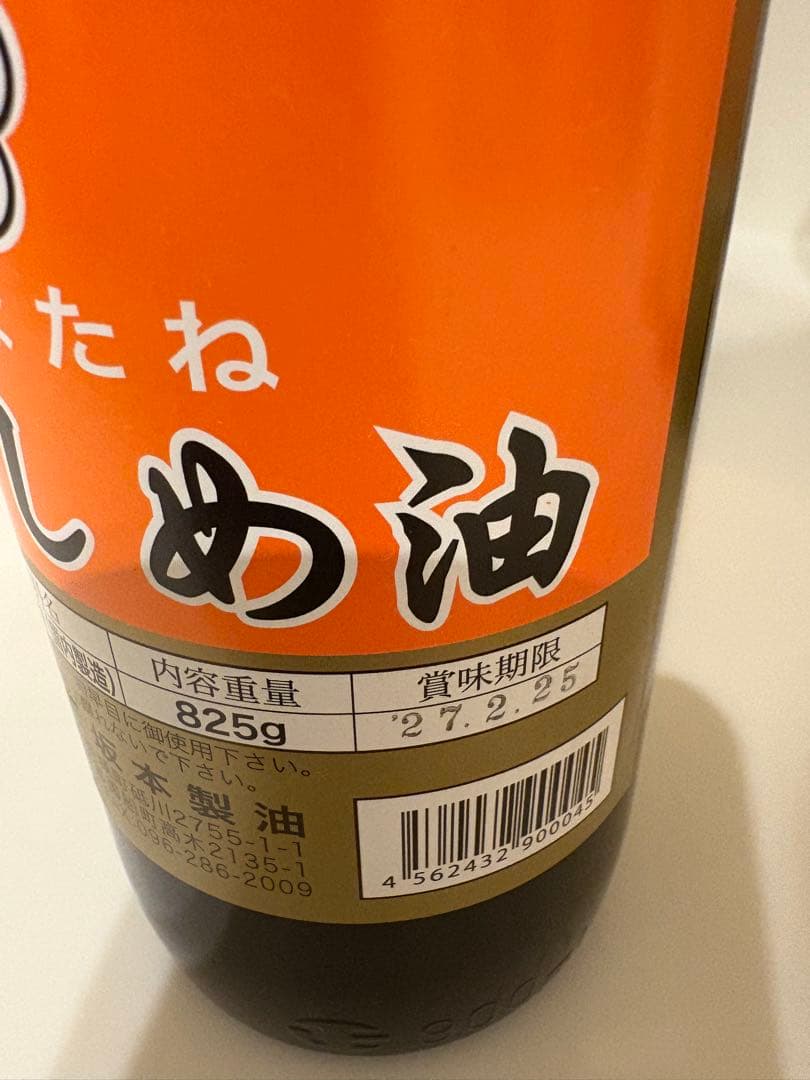 たね
しめ油
内容重量
賞味期限
825g
'27.2.25
に御使用下さい。
ないで下さい。
坂本製油
川2755-1-1
町高木2135-1
096-286-2009
4 562432 900045